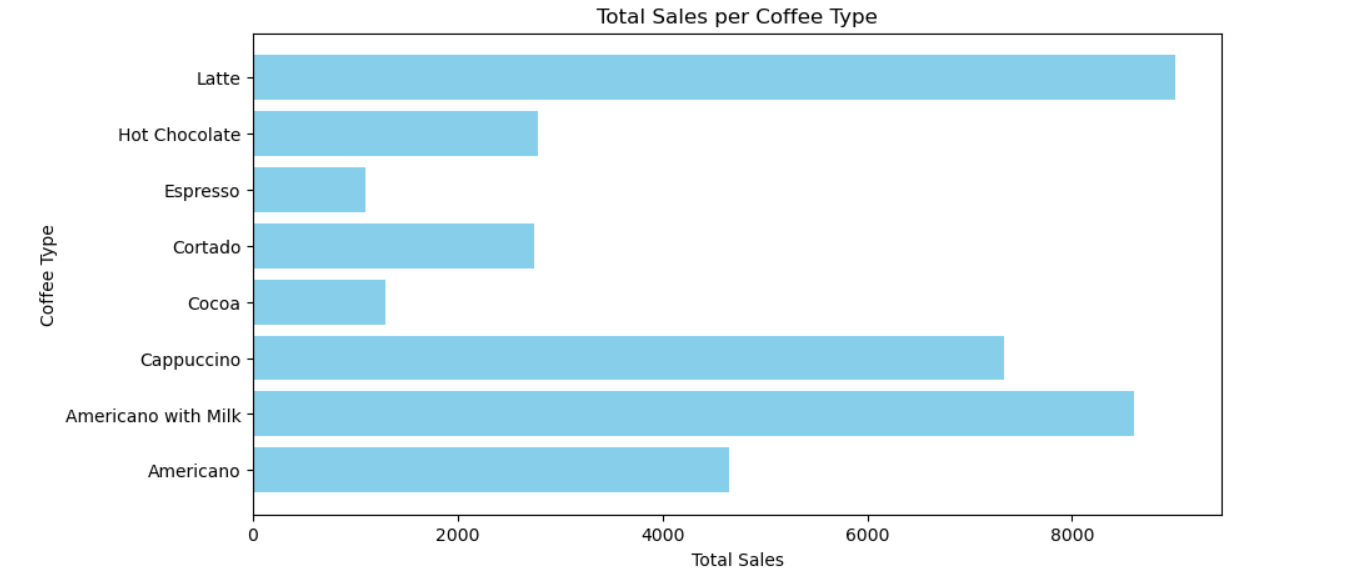 Total Sales per Coffee Type
Coffee Type
Latte
Hot Chocolate
Espresso
Cortado
Cocoa
Cappuccino
Americano with Milk
Americano
0 2000 4000 6000 8000
Total Sales